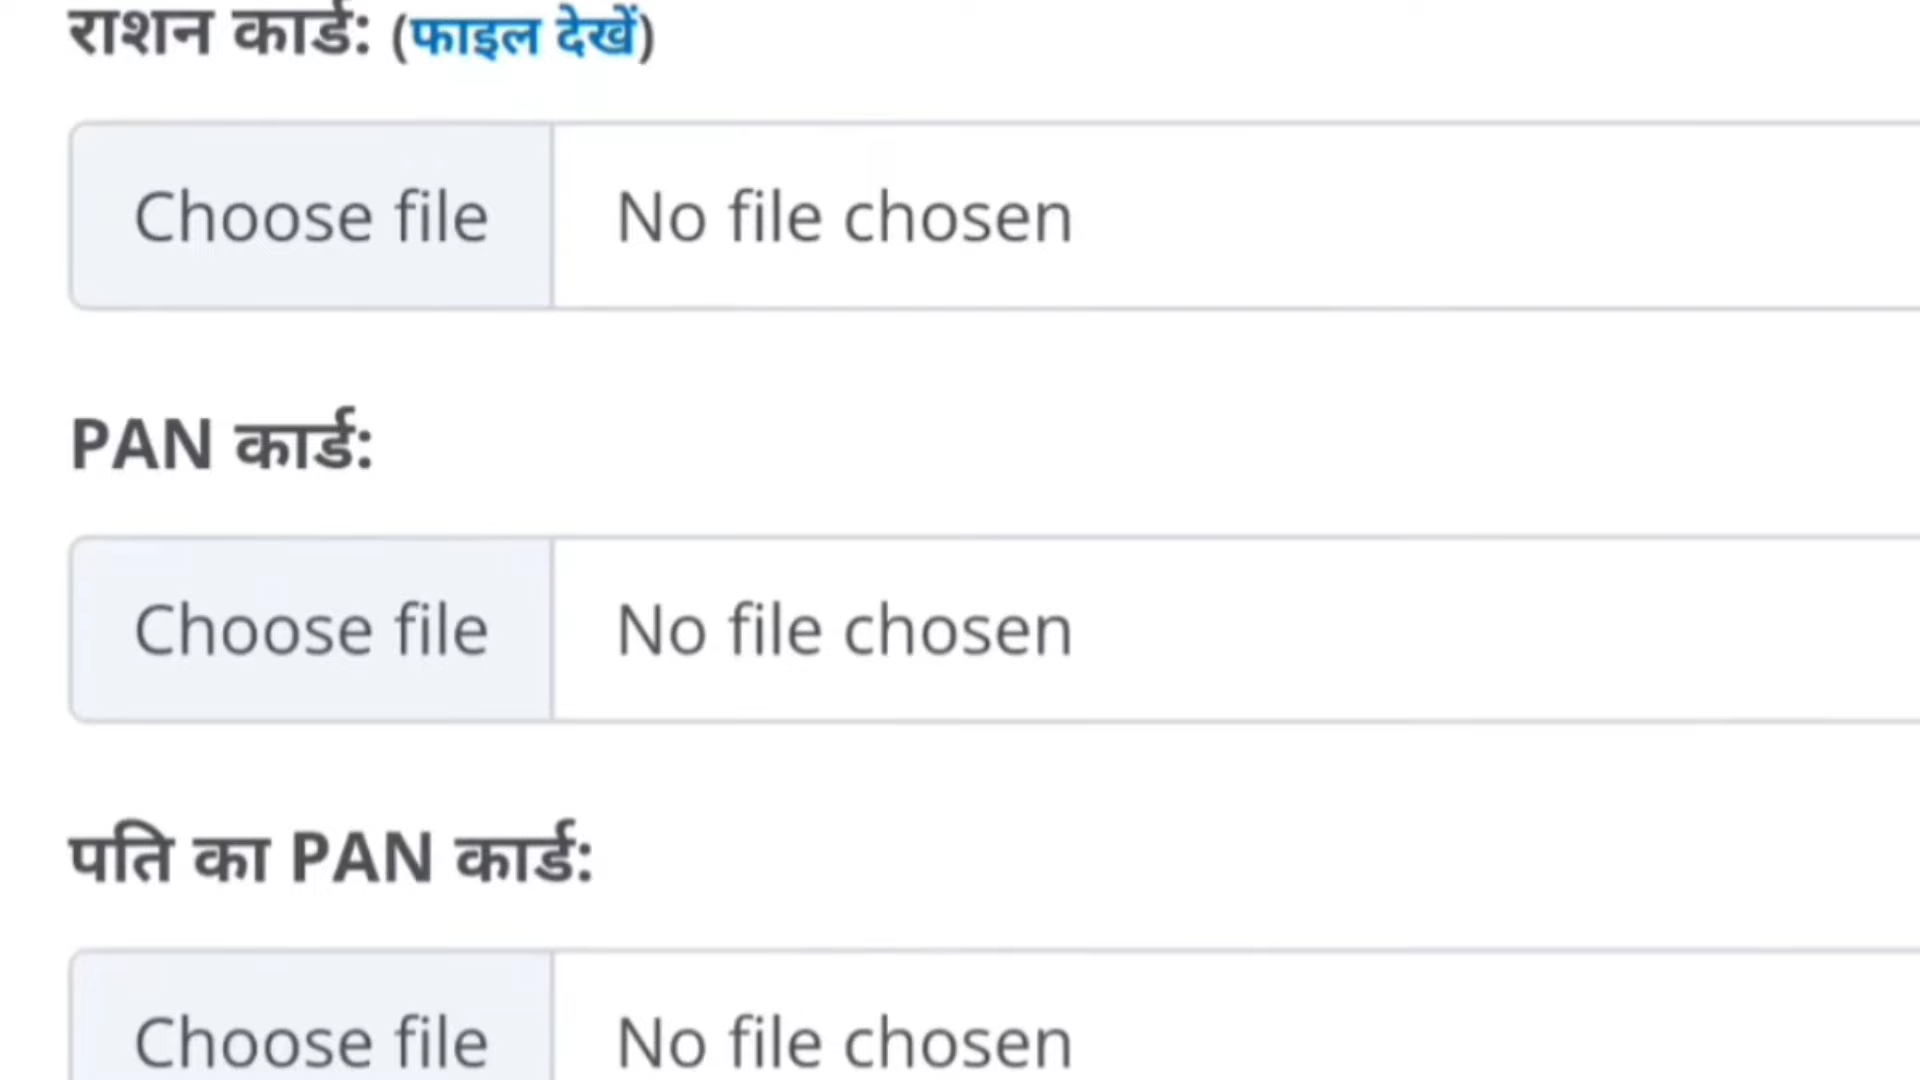 राशन कार्ड: (फाइल देखें)
Choose file No file chosen
PAN कार्ड:
Choose file No file chosen
पति का PAN कार्ड:
Choose file No file chosen